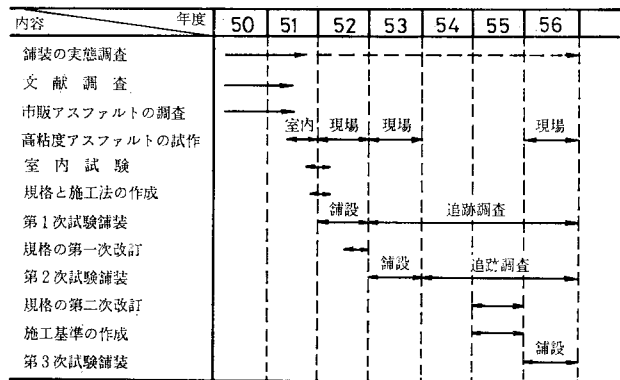 内容 年度 50 51 52 53 54 55 56
舗装の実態調査
文献調査
市販アスファルトの調査
室内 現場 現場 現場
高粘度アスファルトの試作
室内試験
規格と施工法の作成
舗設 追跡調査
第1次試験舗装
規格の第一次改訂
舗設 追跡調査
第2次試験舗装
規格の第二次改訂
施工基準の作成
舗設
第3次試験舗装